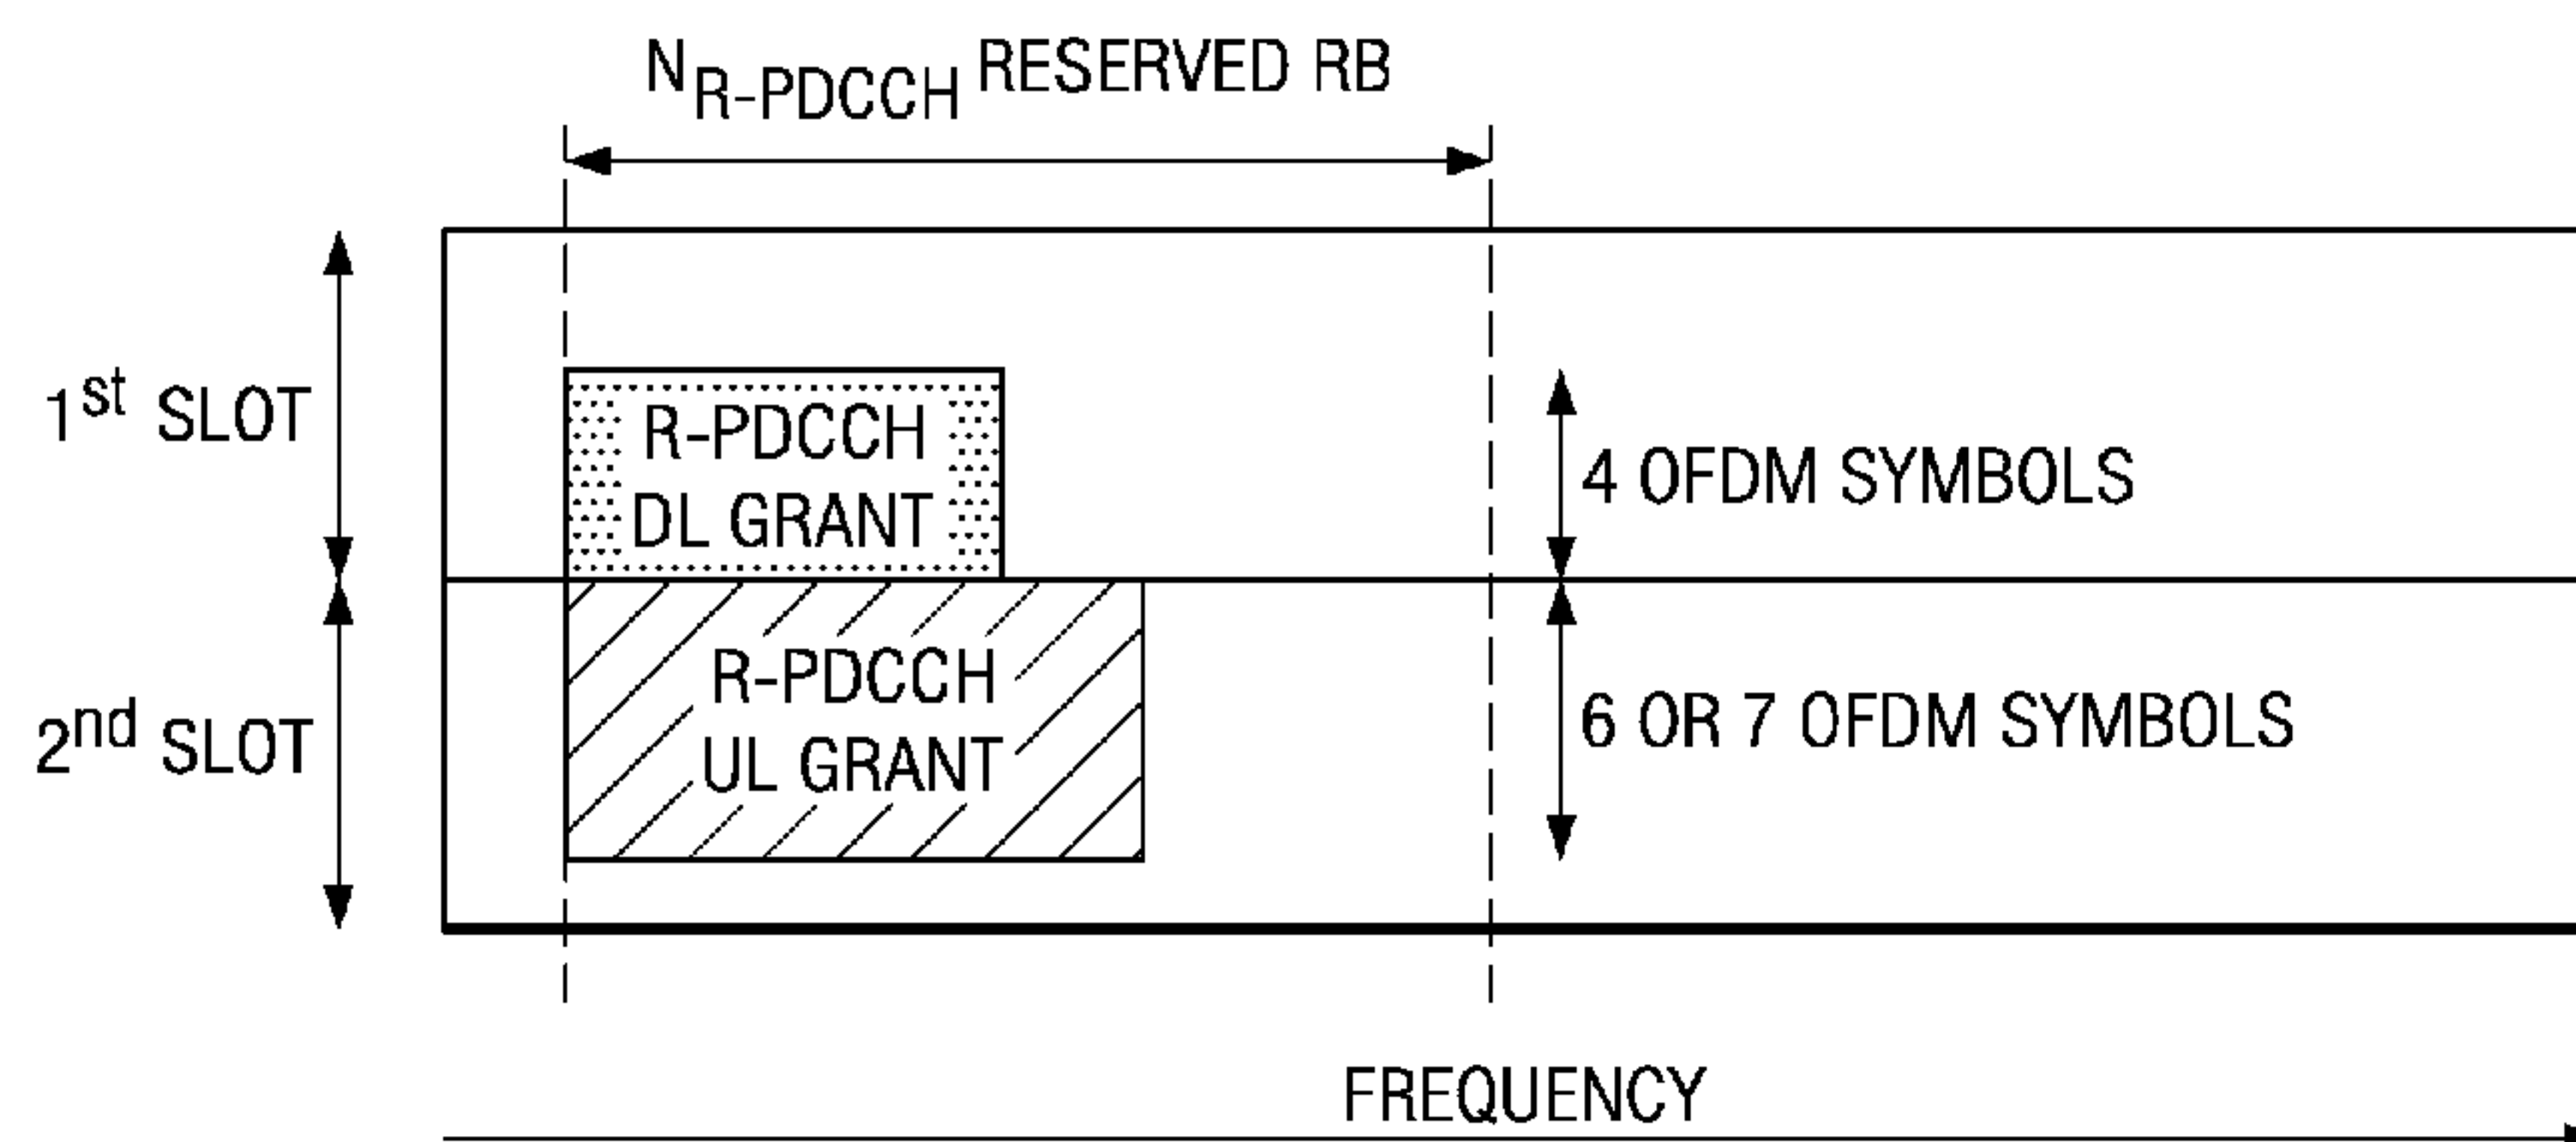 N R-PDCCH RESERVED RB
1st SLOT
R-PDCCH
DL GRANT
4 OFDM SYMBOLS
2nd SLOT
R-PDCCH
UL GRANT
6 OR 7 OFDM SYMBOLS
FREQUENCY